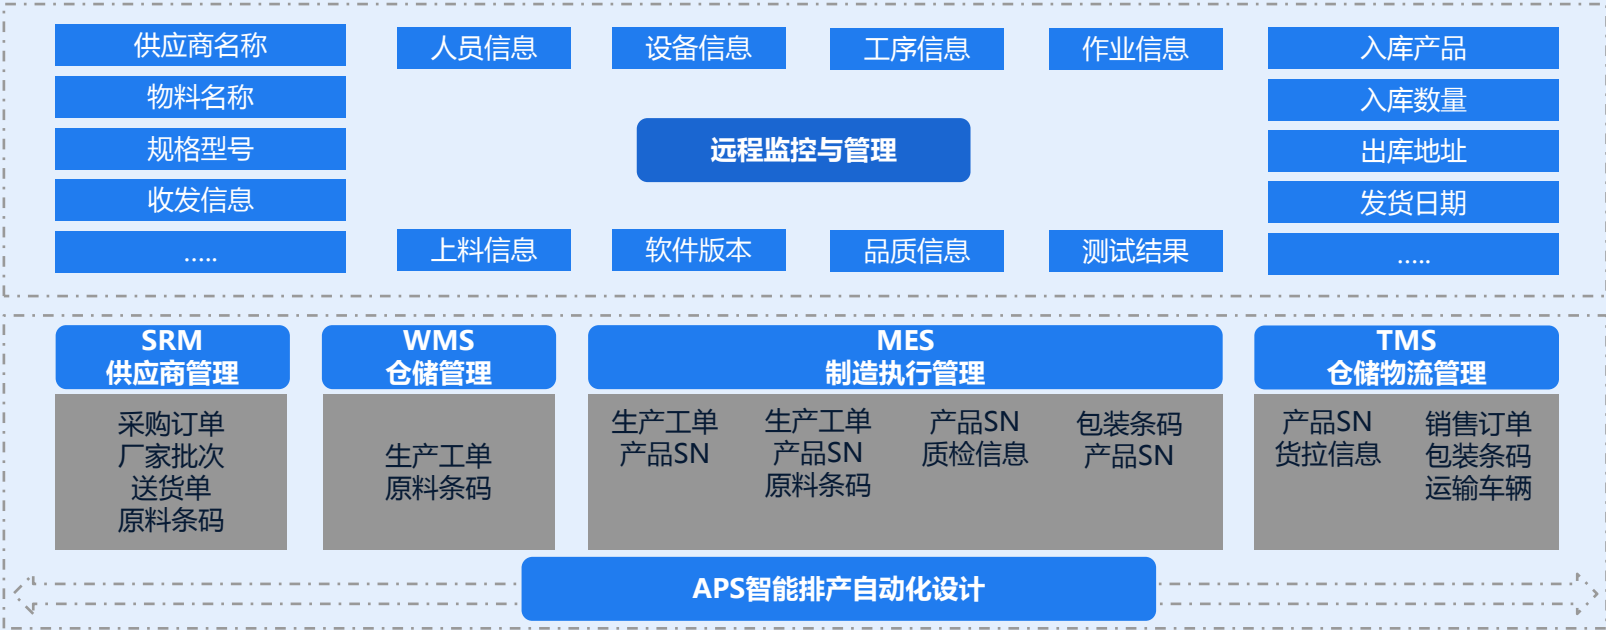 供应商名称
物料名称
规格型号
收发信息
.....
人员信息
设备信息
工序信息
作业信息
远程监控与管理
上料信息
软件版本
品质信息
测试结果
入库产品
入库数量
出库地址
发货日期
.....
SRM
供应商管理
采购订单
厂家批次
送货单
原料条码
WMS
仓储管理
生产工单
原料条码
MES
制造执行管理
生产工单
产品SN
生产工单
产品SN
原料条码
产品SN
质检信息
包装条码
产品SN
TMS
仓储物流管理
产品SN
货拉信息
销售订单
包装条码
运输车辆
APS智能排产自动化设计